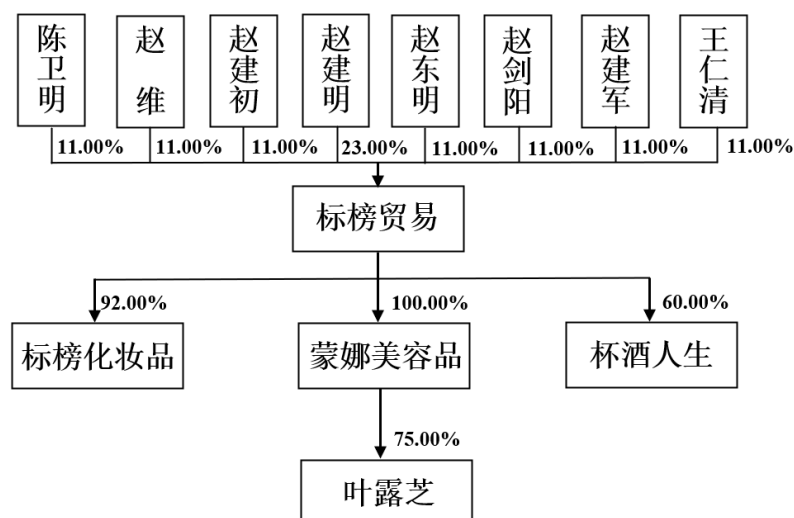 陈卫明
赵维
赵建初
赵建明
赵东明
赵剑阳
赵建军
王仁清
11.00%
11.00%
11.00%
23.00%
11.00%
11.00%
11.00%
11.00%
标榜贸易
92.00%
100.00%
60.00%
标榜化妆品
蒙娜美容品
杯酒人生
75.00%
叶露芝